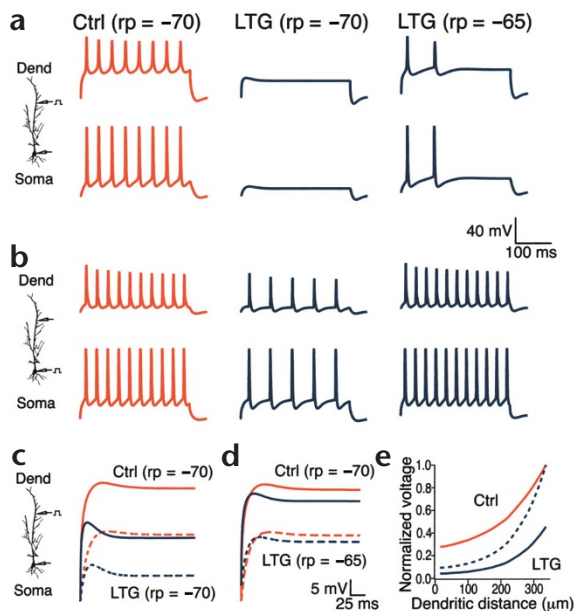 a
Ctrl (rp = -70) LTG (rp = -70) LTG (rp = -65)
Dend
Soma
40 mV
100 ms
b
Dend
Soma
c
Dend
Soma
Ctrl (rp = -70)
LTG (rp = -70)
d
Ctrl (rp = -70)
LTG (rp = -65)
5 mV
25 ms
e
Normalized voltage
1.0
0.8
0.6
0.4
0.2
0
Ctrl
LTG
0 100 200 300
Dendritic distance (μm)